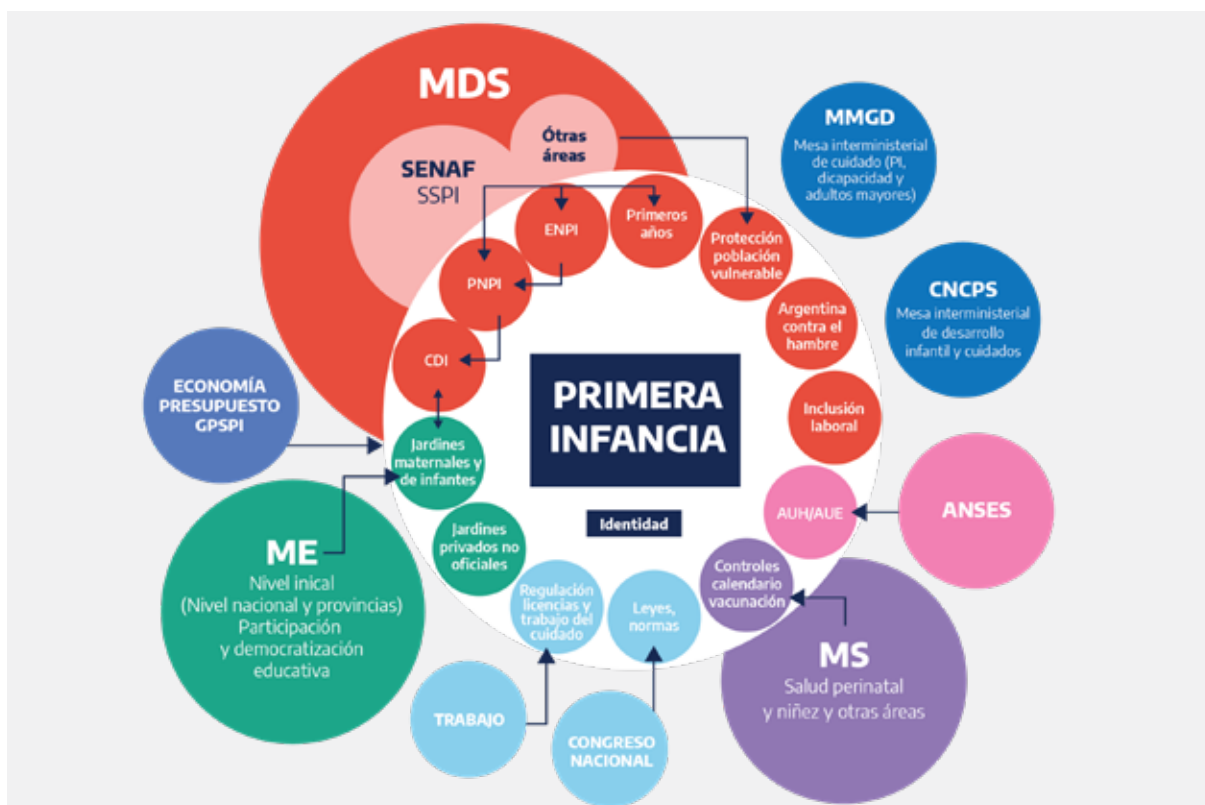 MDS
SENAF
SSPI
Ótras
áreas
MMGD
Mesa interministerial
de cuidado (PI,
dicapacidad y
adultos mayores)
CNCPS
Mesa interministerial
de desarrollo
infantil y cuidados
ENPI
Primeros
años
Protección
población
vulnerable
PNPI
Argentina
contra el
hambre
CDI
Inclusión
laboral
ECONOMÍA
PRESUPUESTO
GPSPI
PRIMERA
INFANCIA
Identidad
Jardines
maternales y
de infantes
AUH/AUE
ANSES
Jardines
privados no
oficiales
Controles
calendario
vacunación
Regulación
licencias y
trabajo del
cuidado
Leyes,
normas
ME
Nivel inical
(Nivel nacional y provincias)
Participación
y democratización
educativa
MS
Salud perinatal
y niñez y otras áreas
TRABAJO
CONGRESO
NACIONAL